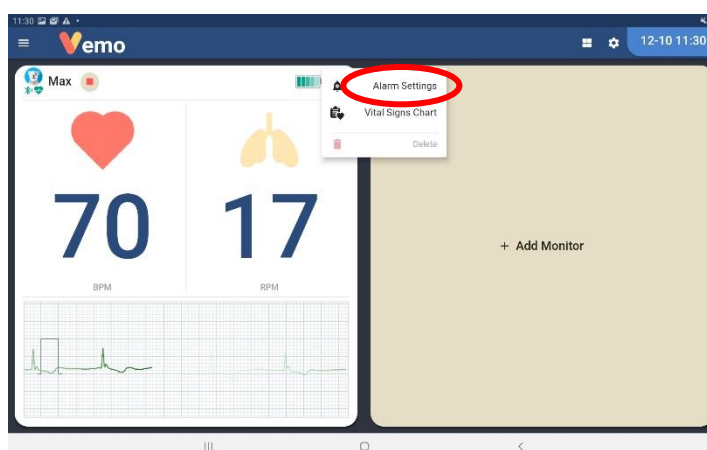 11:30
Vemo
12-10 11:30
Max
Alarm Settings
Vital Signs Chart
Delete
70
17
BPM
RPM
+ Add Monitor